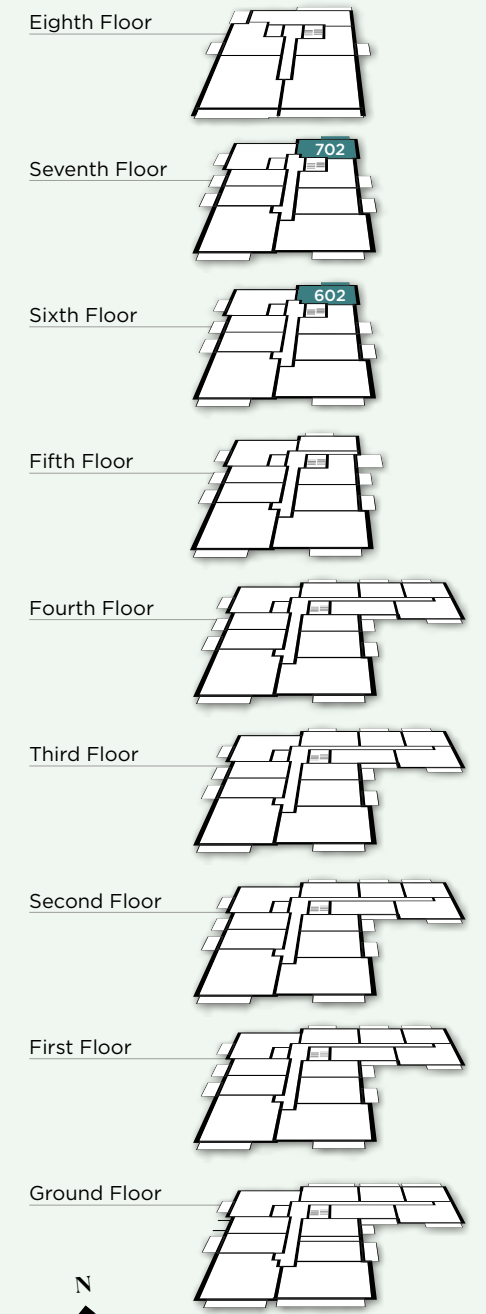 Eighth Floor
702
Seventh Floor
602
Sixth Floor
Fifth Floor
Fourth Floor
Third Floor
Second Floor
First Floor
Ground Floor
N